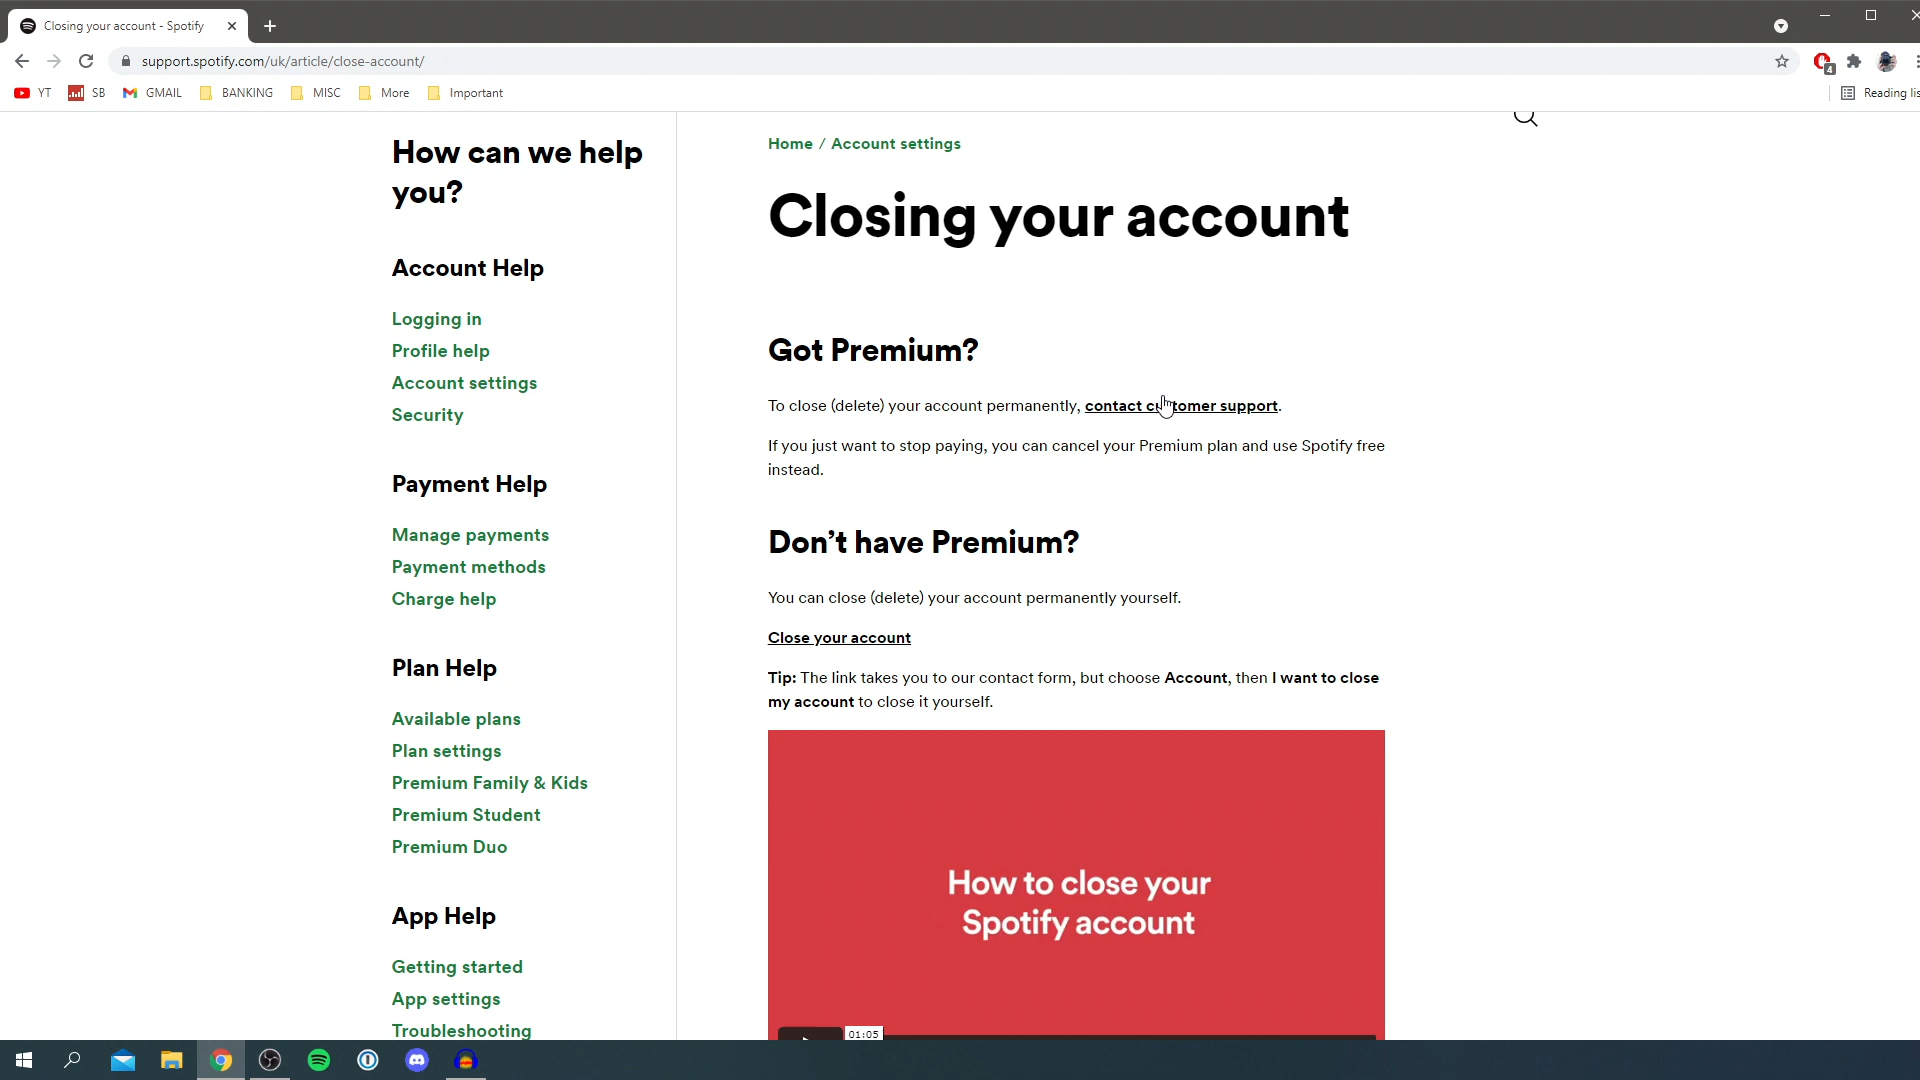 Closing your account - Spotify
support.spotify.com/uk/article/close-account/
4
YT
SB
GMAIL
BANKING
MISC
More
Important
Reading lis
How can we help
you?
Account Help
Logging in
Profile help
Account settings
Security
Payment Help
Manage payments
Payment methods
Charge help
Plan Help
Available plans
Plan settings
Premium Family & Kids
Premium Student
Premium Duo
App Help
Getting started
App settings
Troubleshooting
Home / Account settings
Closing your account
Got Premium?
To close (delete) your account permanently, contact customer support.
If you just want to stop paying, you can cancel your Premium plan and use Spotify free
instead.
Don't have Premium?
You can close (delete) your account permanently yourself.
Close your account
Tip: The link takes you to our contact form, but choose Account, then I want to close
my account to close it yourself.
How to close your
Spotify account
01:05